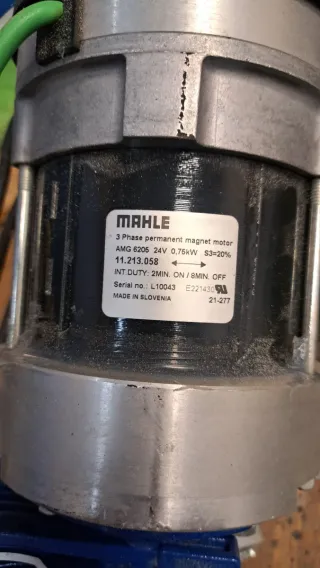 MAHLE
3 Phase permanent magnet motor
AMG 6205 24V 0,75kW S3=20%
11.213.058
INT DUTY: 2MIN. ON / 8MIN. OFF
Serial no.: L10043 E221430
MADE IN SLOVENIA 21-277